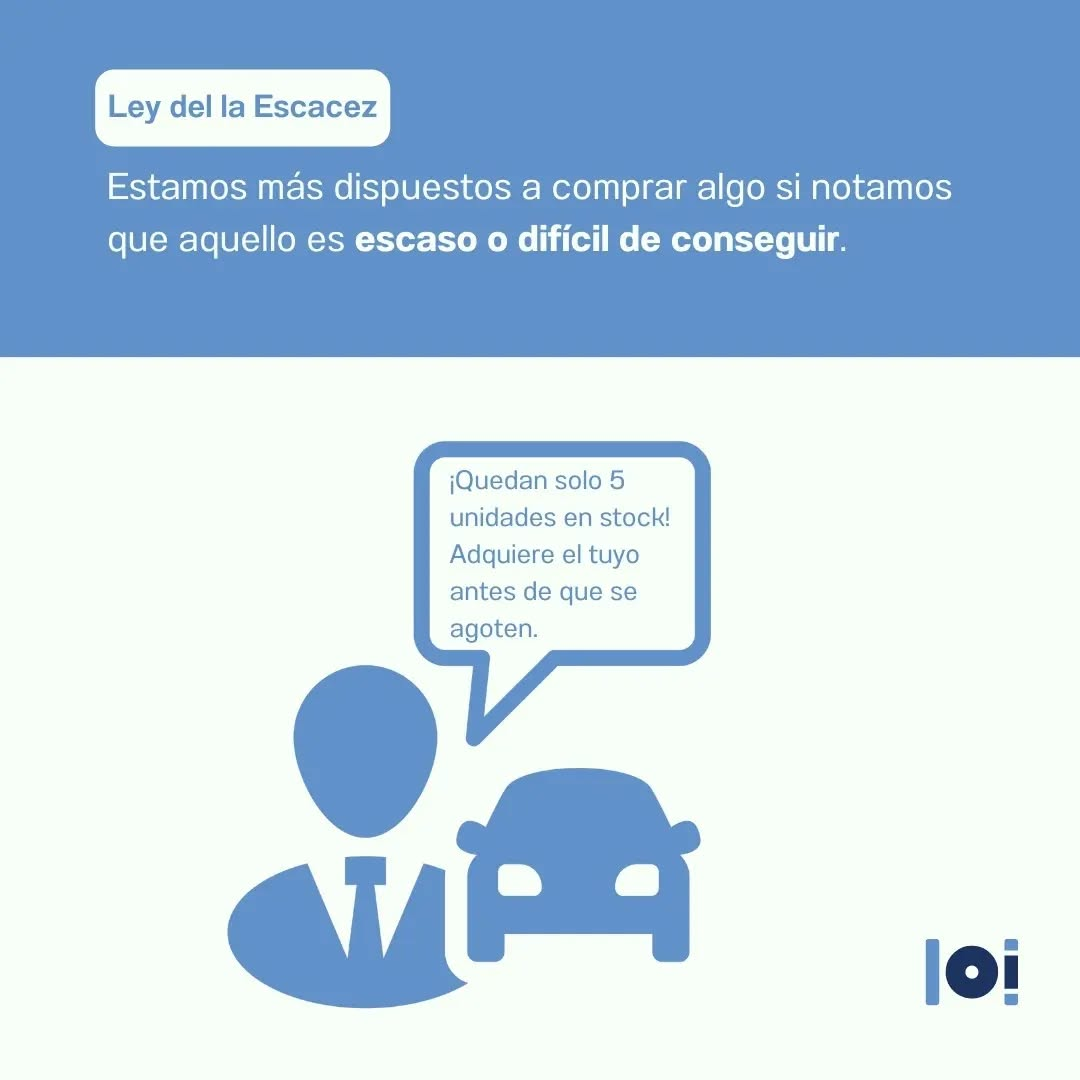 Ley del la Escacez
Estamos más dispuestos a comprar algo si notamos
que aquello es escaso o difícil de conseguir.
¡Quedan solo 5
unidades en stock!
Adquiere el tuyo
antes de que se
agoten.
loi